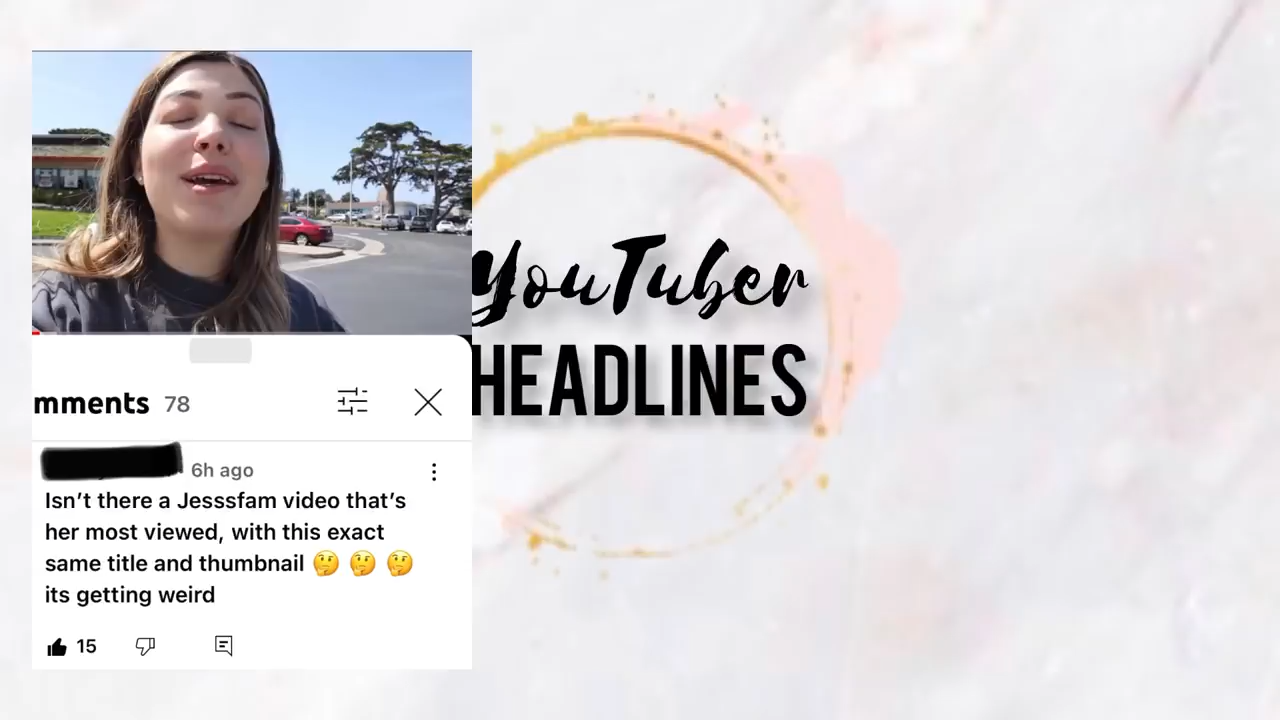 YouTuber
HEADLINES
mments 78
6h ago
Isn't there a Jesssfam video that's
her most viewed, with this exact
same title and thumbnail 🤔 🤔 🤔
its getting weird
15